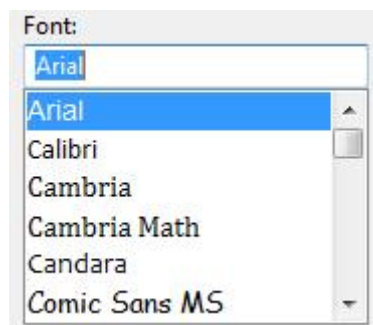 Font:
Arial
Arial
Calibri
Cambria
Cambria Math
Candara
Comic Sans MS